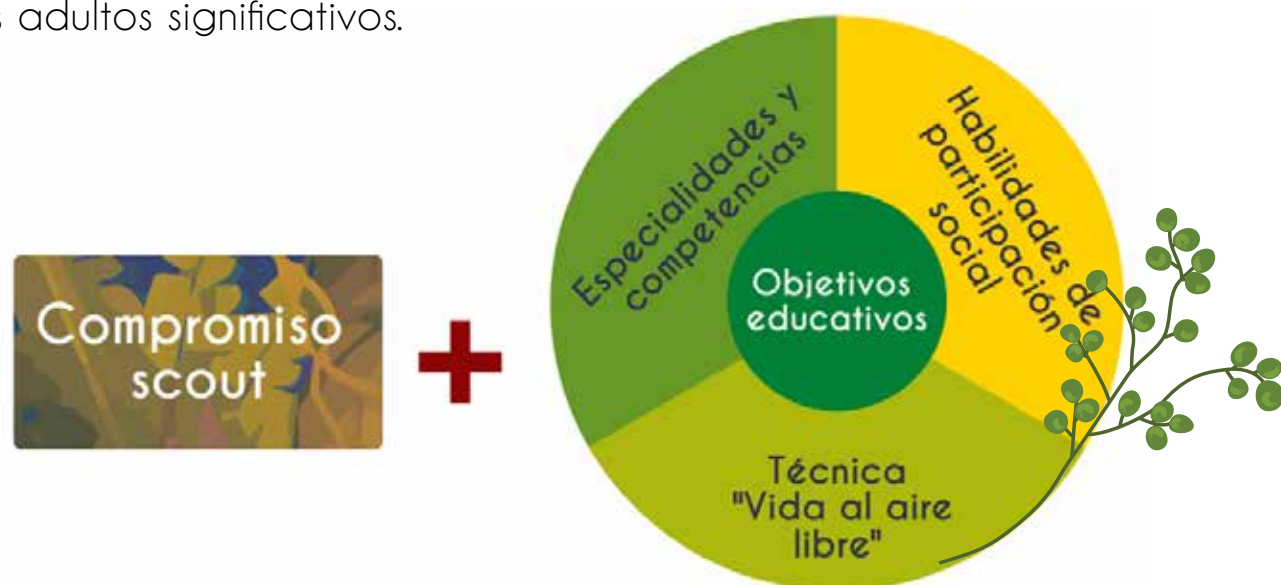 s adultos significativos.
Compromiso
scout
Especialidades y
competencias
Habilidades de
participación
social
Objetivos
educativos
Técnica
"Vida al aire
libre"